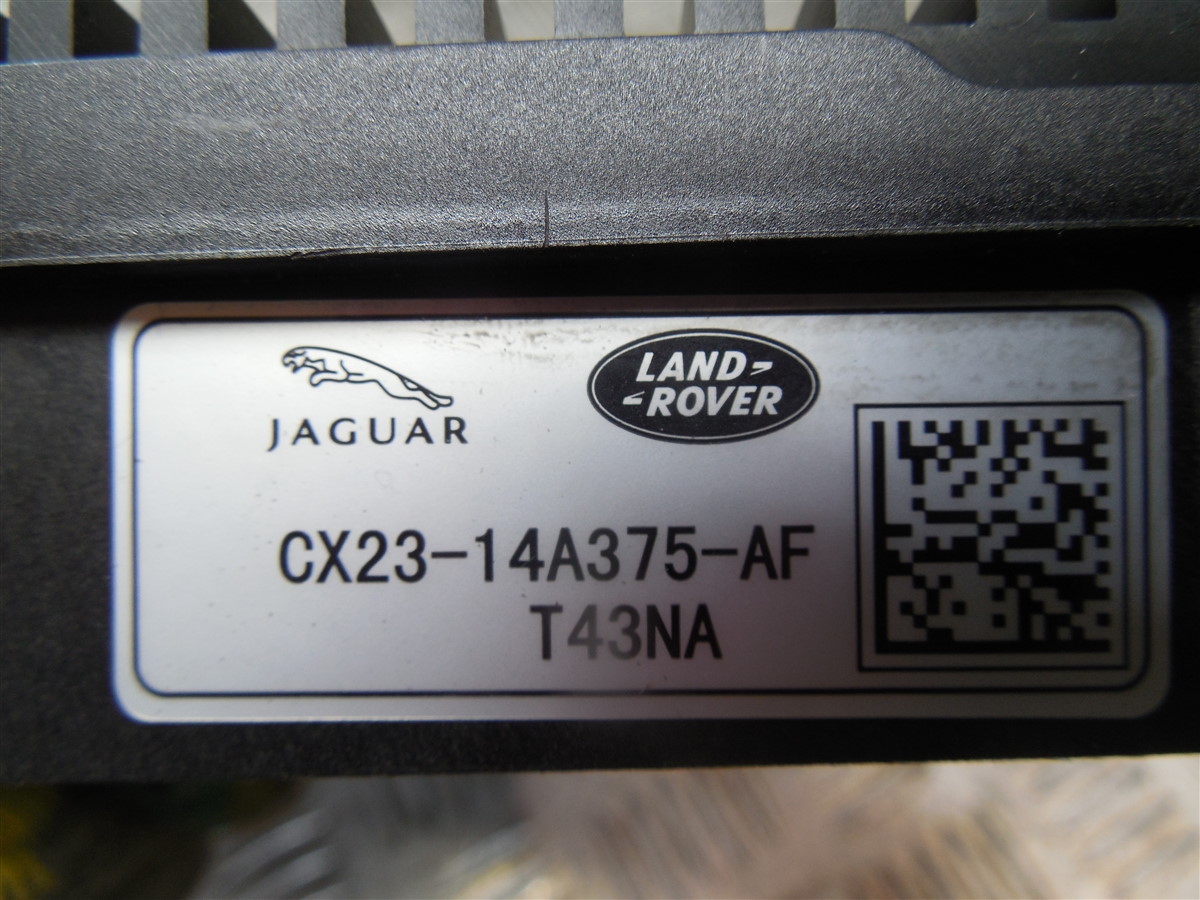 JAGUAR
LAND-
-ROVER
CX23-14A375-AF
T43NA